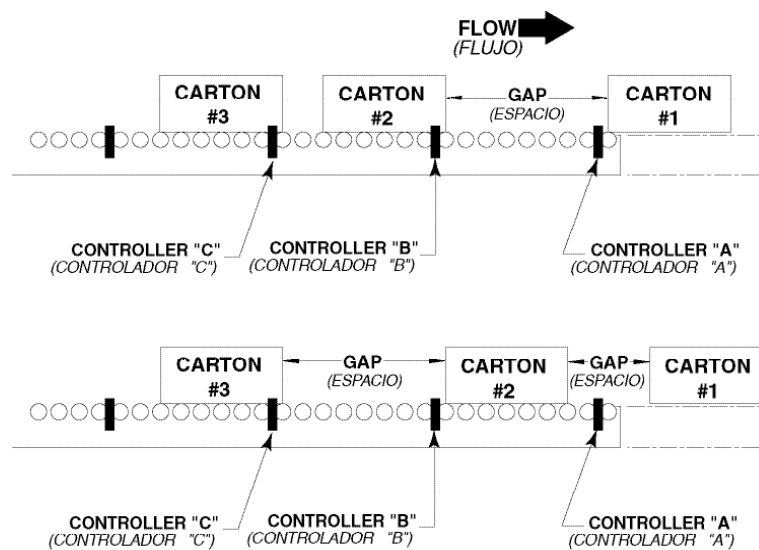 FLOW
(FLUJO)
CARTON
#3
CARTON
#2
GAP
(ESPACIO)
CARTON
#1
CONTROLLER "C"
(CONTROLADOR "C")
CONTROLLER "B"
(CONTROLADOR "B")
CONTROLLER "A"
(CONTROLADOR "A")
CARTON
#3
GAP
(ESPACIO)
CARTON
#2
GAP
(ESPACIO)
CARTON
#1
CONTROLLER "C"
(CONTROLADOR "C")
CONTROLLER "B"
(CONTROLADOR "B")
CONTROLLER "A"
(CONTROLADOR "A")